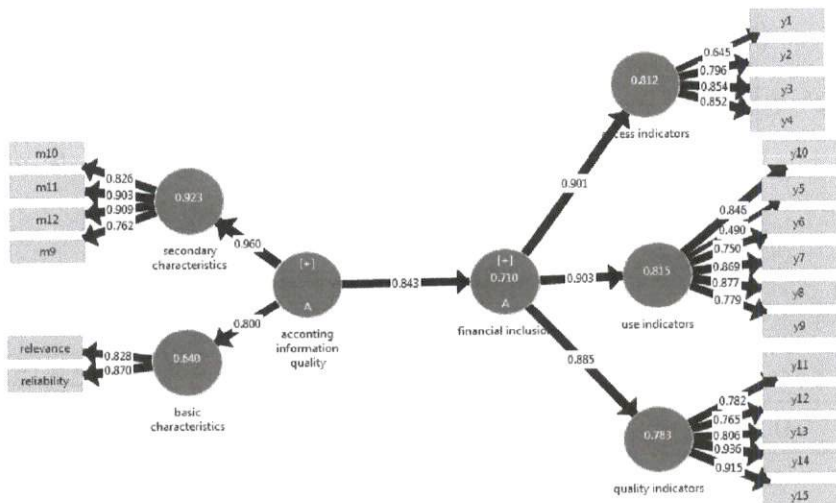 y1
y2
y3
y4
0.645
0.796
0.854
0.852
0.812
access indicators
m10
m11
m12
m9
0.826
0.903
0.909
0.762
0.923
secondary
characteristics
0.960
0.901
y10
y5
y6
y7
y8
y9
0.846
0.490
0.750
0.869
0.877
0.779
0.815
use indicators
0.903
[+]
A
acconting
information
quality
0.843
[+]
0.710
A
financial inclusion
0.800
relevance
reliability
0.828
0.870
0.640
basic
characteristics
0.885
y11
y12
y13
y14
y15
0.782
0.765
0.806
0.936
0.915
0.783
quality indicators